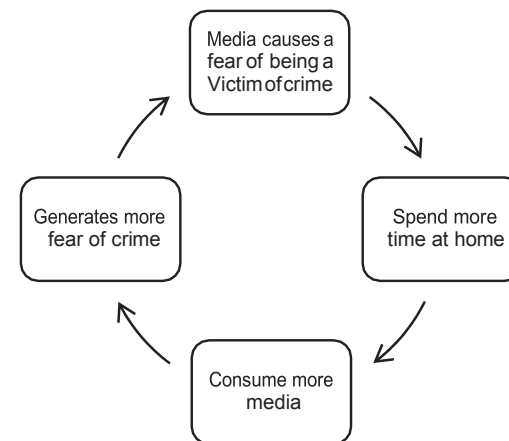 Media causes a
fear of being a
Victim of crime
Spend more
time at home
Consume more
media
Generates more
fear of crime